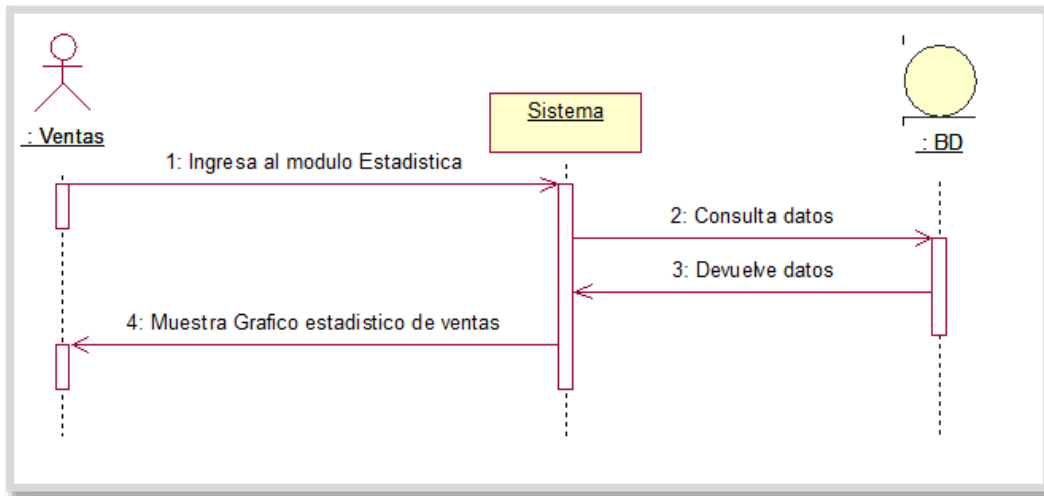 Sistema
: Ventas
: BD
1: Ingresa al modulo Estadistica
2: Consulta datos
3: Devuelve datos
4: Muestra Grafico estadistico de ventas